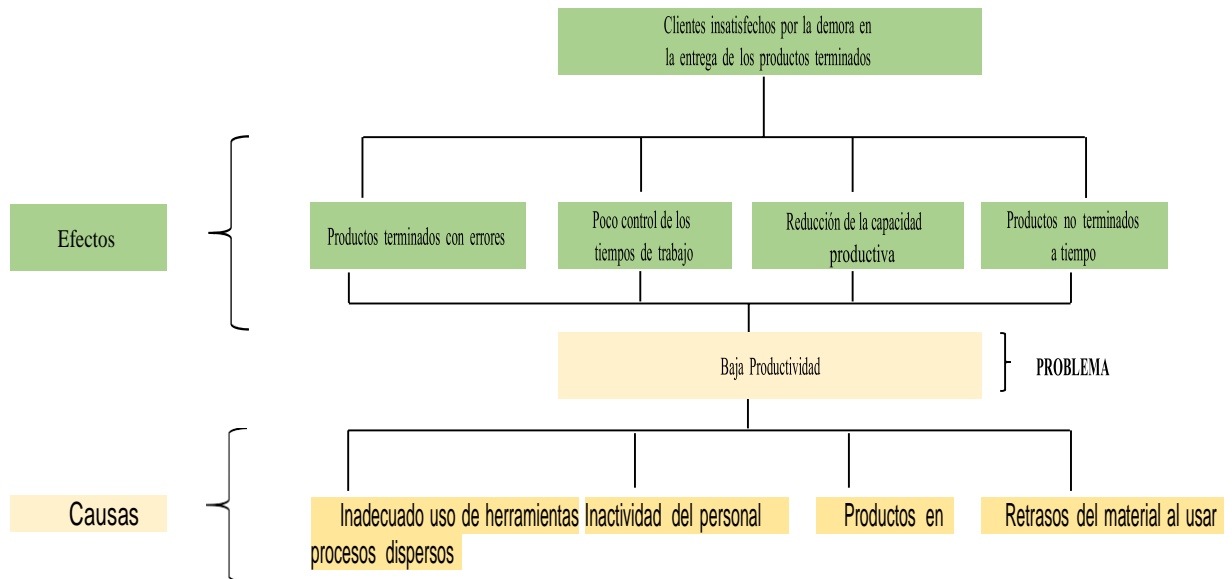 Clientes insatisfechos por la demora en
la entrega de los productos terminados
Efectos
Productos terminados con errores
Poco control de los
tiempos de trabajo
Reducción de la capacidad
productiva
Productos no terminados
a tiempo
Baja Productividad
PROBLEMA
Causas
Inadecuado uso de herramientas Inactividad del personal Productos en Retrasos del material al usar
procesos dispersos